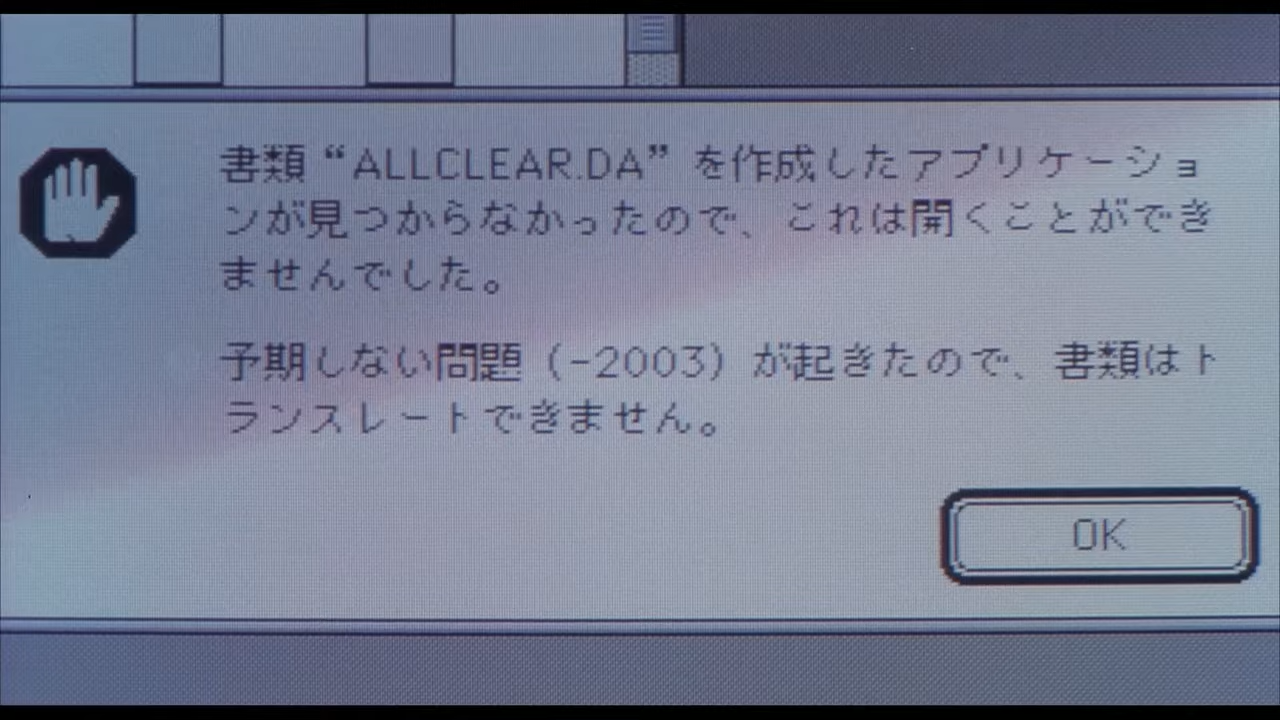 書類“ALLCLEAR.DA”を作成したアプリケーショ
ンが見つからなかったので、これは開くことができ
ませんでした。
予期しない問題（-2003）が起きたので、書類はト
ランスレートできません。
OK